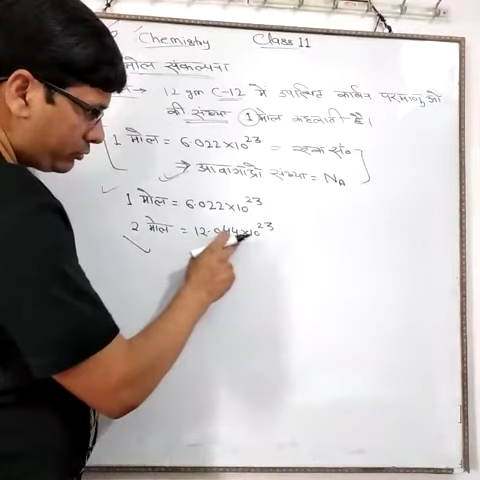 Chemistry Class 11
मोल संकल्पना
→ 12 gm C-12 मे उपस्थित कार्बन परमाणुओ
की संख्या 1 मोल कहलाती है।
1 मोल = 6.022×10²³ = एक सं०
→ आवागाद्रो संख्या = NA
1 मोल = 6.022×10²³
2 मोल = 12.044×10²³